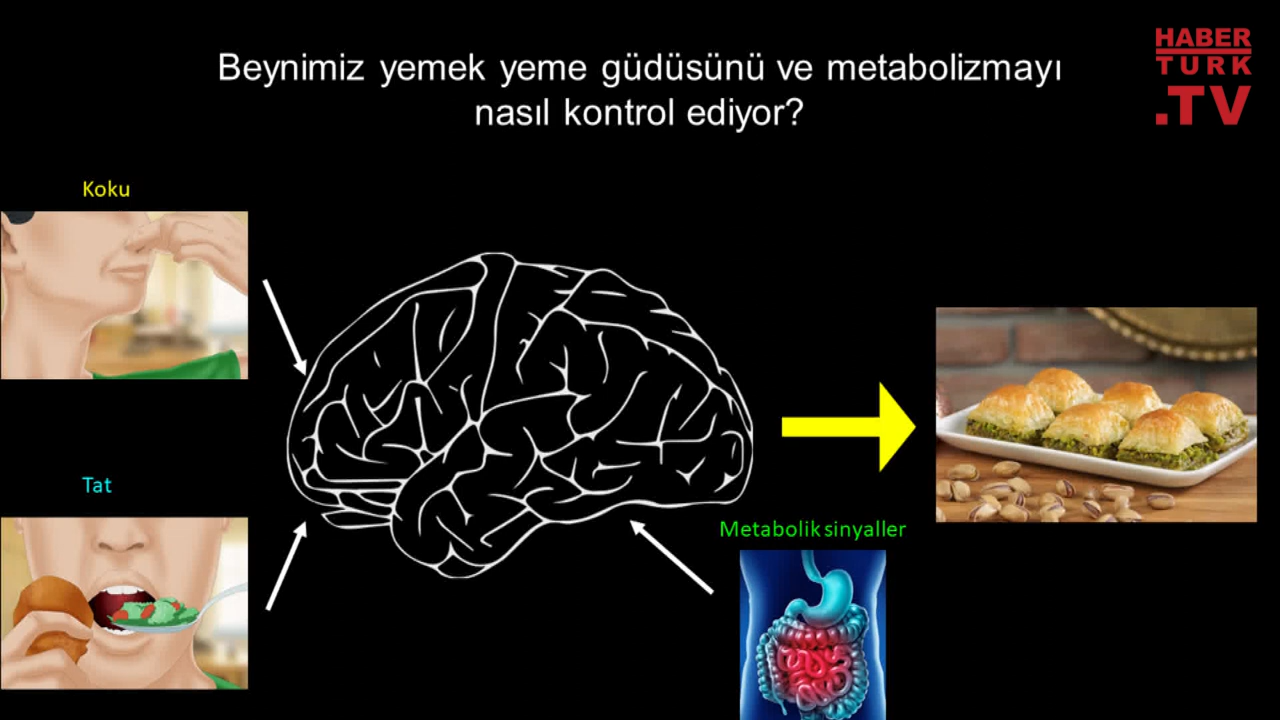 Beynimiz yemek yeme güdüsünü ve metabolizmayı
nasıl kontrol ediyor?
HABER
TURK
.TV
Koku
Tat
Metabolik sinyaller